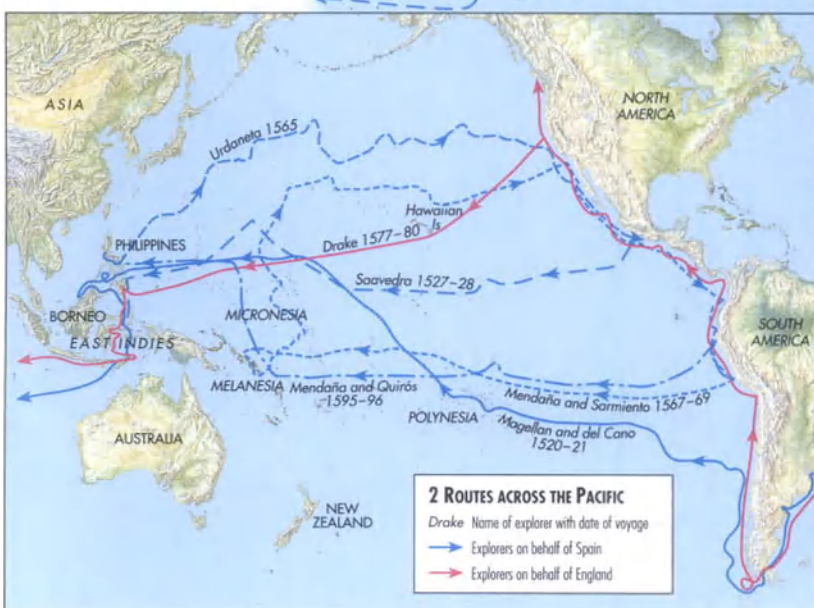 ASIA
NORTH
AMERICA
Urdaneta 1565
Hawaiian
Is
PHILIPPINES
Drake 1577–80
Saavedra 1527–28
BORNEO
MICRONESIA
EAST INDIES
SOUTH
AMERICA
MELANESIA
Mendaña and Quirós
1595–96
Mendaña and Sarmiento 1567–69
POLYNESIA
Magellan and del Cano
1520–21
AUSTRALIA
NEW
ZEALAND
2 ROUTES ACROSS THE PACIFIC
Drake Name of explorer with date of voyage
Explorers on behalf of Spain
Explorers on behalf of England